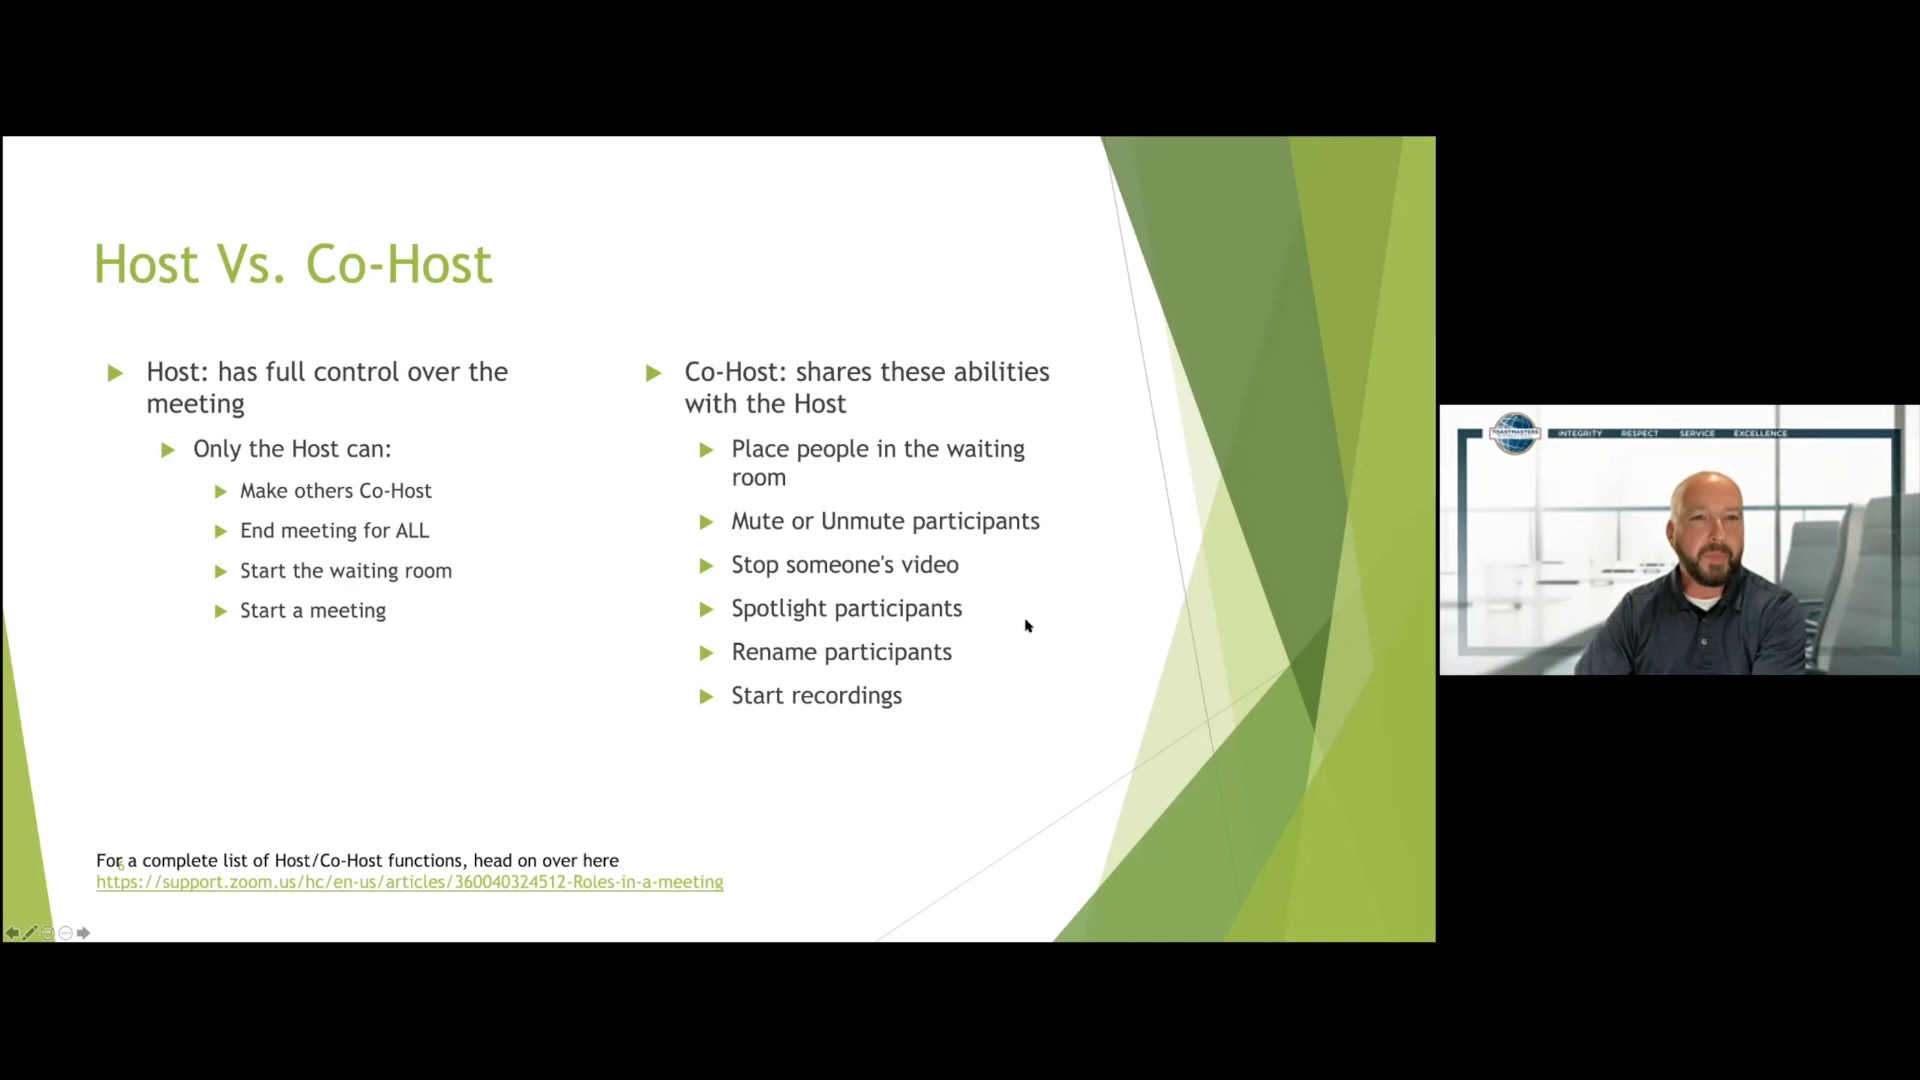 Host Vs. Co-Host
Host: has full control over the
meeting
Only the Host can:
Make others Co-Host
End meeting for ALL
Start the waiting room
Start a meeting
Co-Host: shares these abilities
with the Host
Place people in the waiting
room
Mute or Unmute participants
Stop someone's video
Spotlight participants
Rename participants
Start recordings
For a complete list of Host/Co-Host functions, head on over here
https://support.zoom.us/hc/en-us/articles/360040324512-Roles-in-a-meeting
6
TOASTMASTERS
INTEGRITY RESPECT SERVICE EXCELLENCE